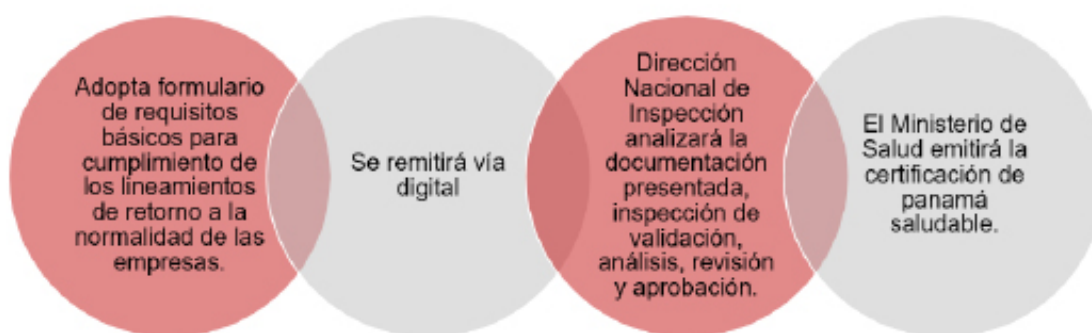 Adopta formulario
de requisitos
básicos para
cumplimiento de
los lineamientos
de retorno a la
normalidad de las
empresas.
Se remitirá vía
digital
Dirección
Nacional de
Inspección
analizará la
documentación
presentada,
inspección de
validación,
análisis, revisión
y aprobación.
El Ministerio de
Salud emitirá la
certificación de
panamá
saludable.